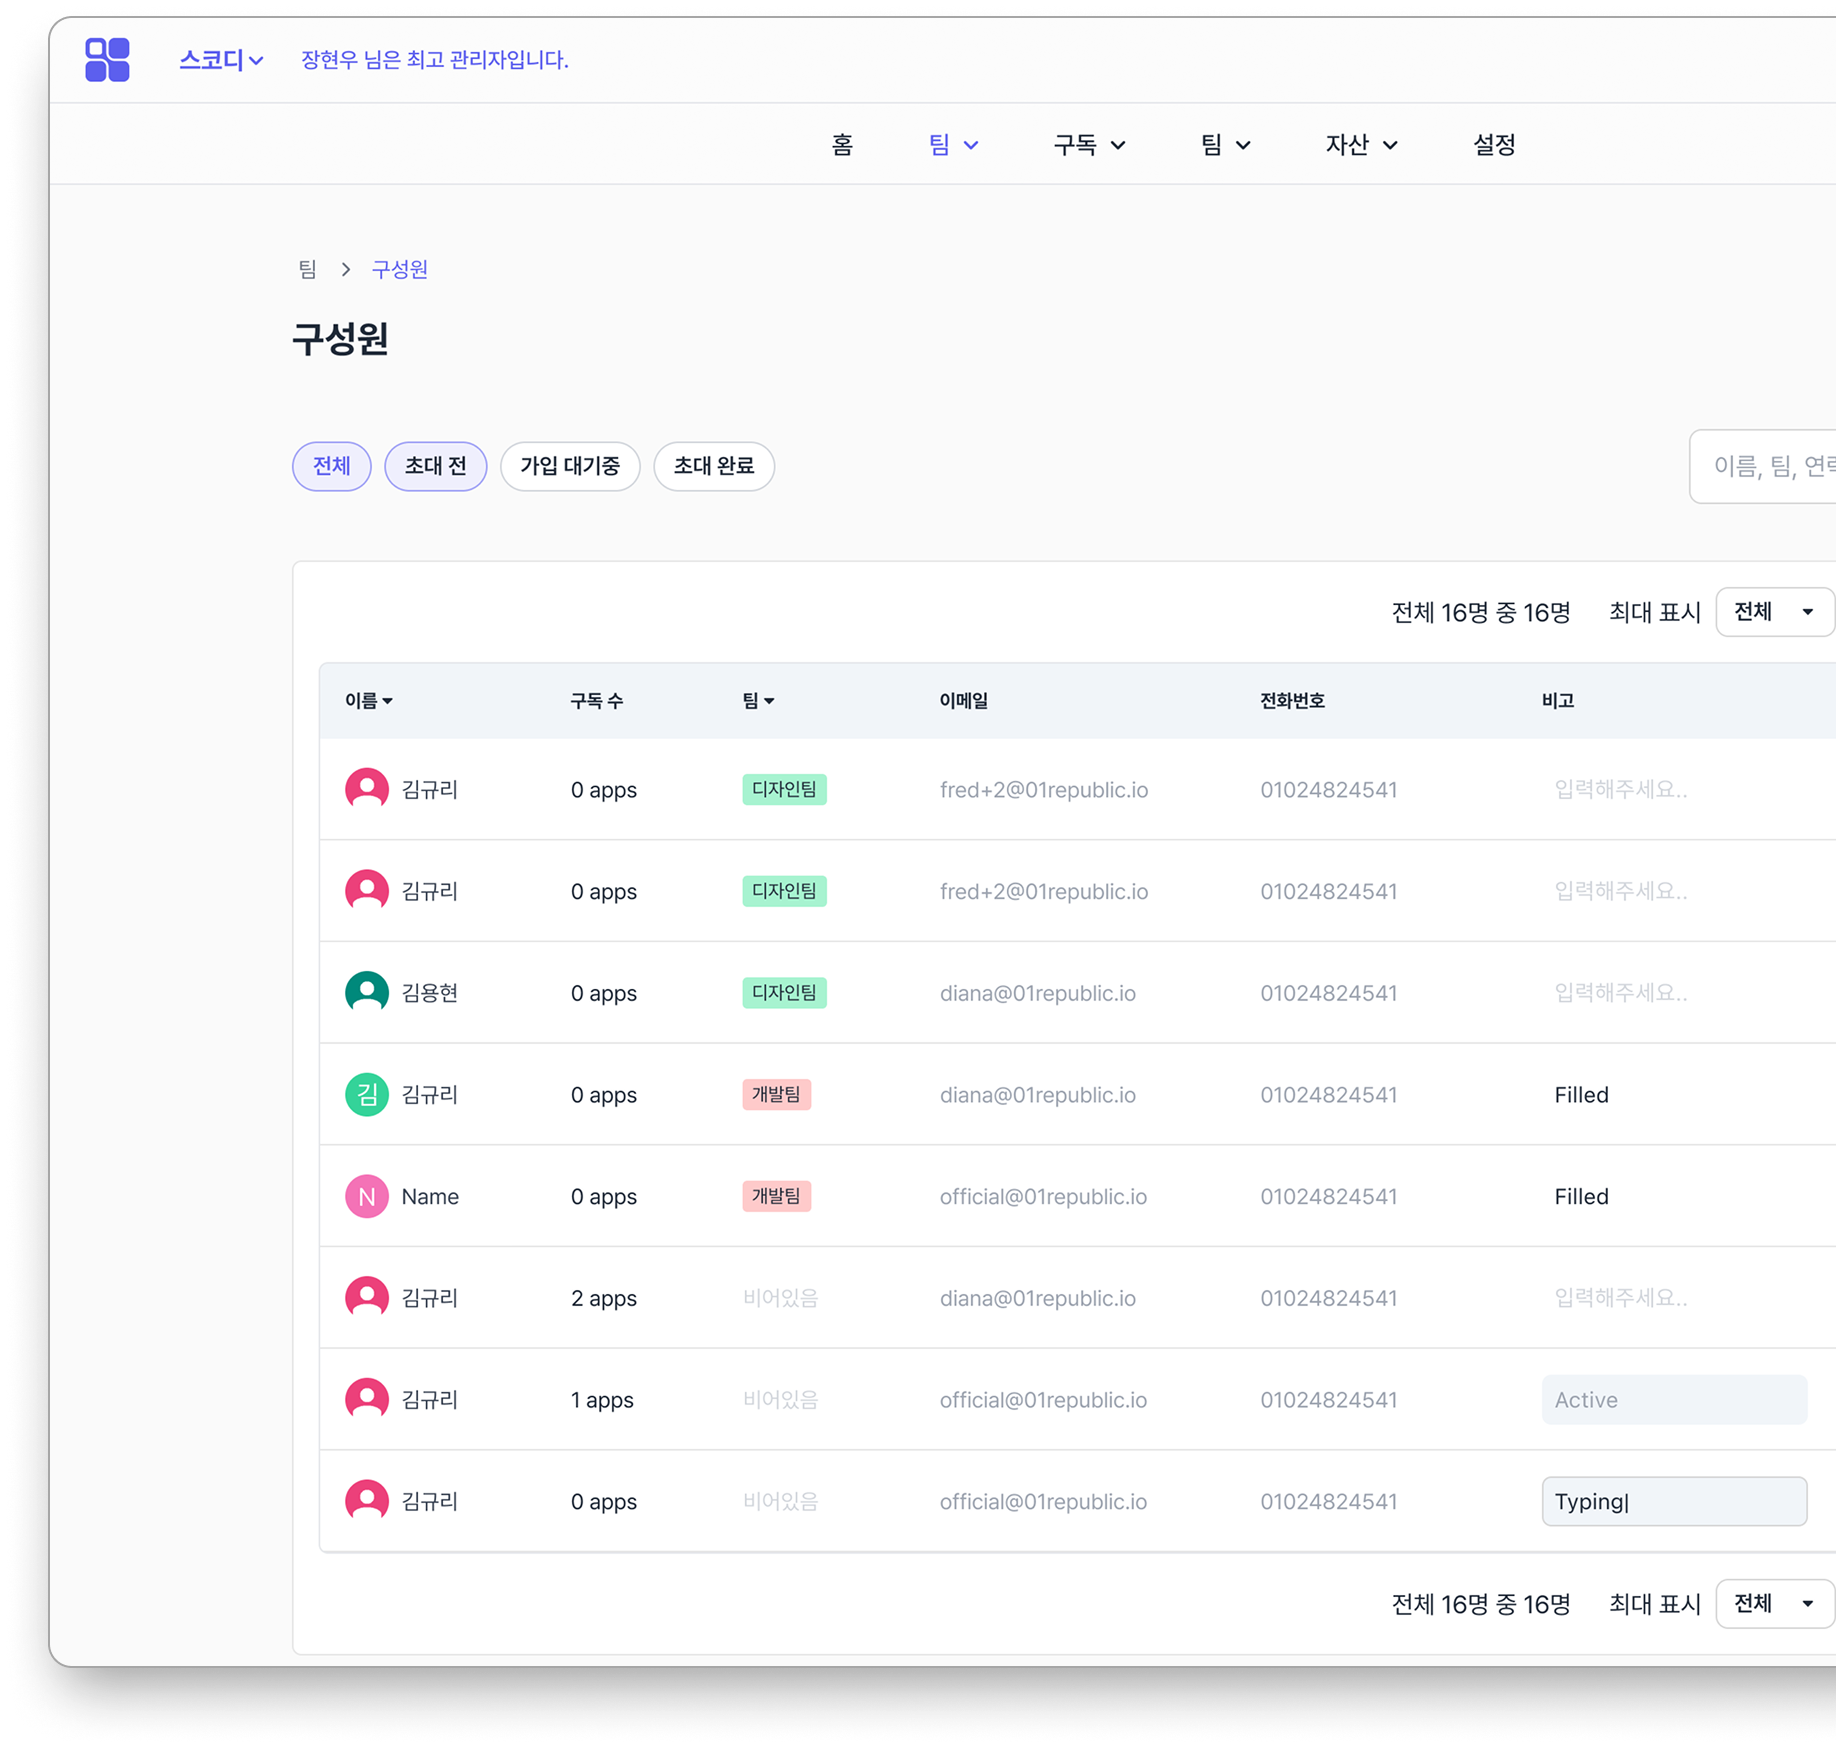 스코디 장현우 님은 최고 관리자입니다.
홈 팀 구독 팀 자산 설정
팀 > 구성원
구성원
전체 초대 전 가입 대기중 초대 완료 이름, 팀, 연
전체 16명 중 16명 최대 표시 전체
이름 구독 수 팀 이메일 전화번호 비고
김규리 0 apps 디자인팀 fred+2@01republic.io 01024824541 입력해주세요..
김규리 0 apps 디자인팀 fred+2@01republic.io 01024824541 입력해주세요..
김용현 0 apps 디자인팀 diana@01republic.io 01024824541 입력해주세요..
김 김규리 0 apps 개발팀 diana@01republic.io 01024824541 Filled
N Name 0 apps 개발팀 official@01republic.io 01024824541 Filled
김규리 2 apps 비어있음 diana@01republic.io 01024824541 입력해주세요..
김규리 1 apps 비어있음 official@01republic.io 01024824541 Active
김규리 0 apps 비어있음 official@01republic.io 01024824541 Typing|
전체 16명 중 16명 최대 표시 전체